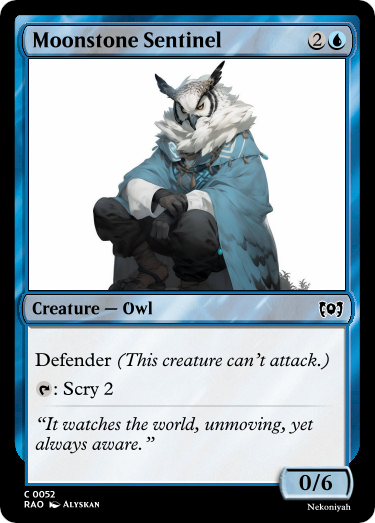 Moonstone Sentinel 2
Creature — Owl
Defender (This creature can't attack.)
: Scry 2
“It watches the world, unmoving, yet
always aware.”
0/6
C 0052
RAO Alyskan
Nekoniyah